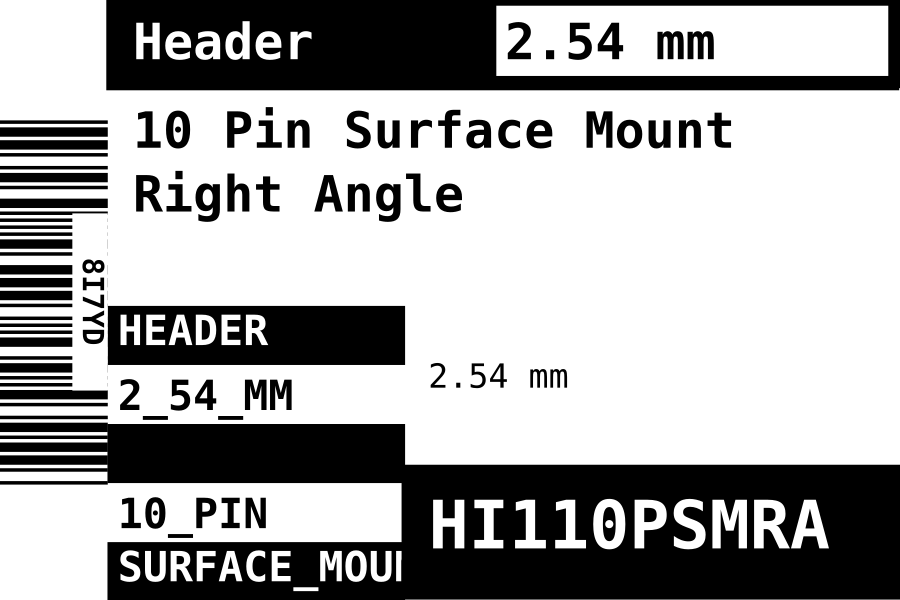 Header
2.54 mm
10 Pin Surface Mount
Right Angle
8I7YD
HEADER
2_54_MM
2.54 mm
10_PIN
HI110PSMRA